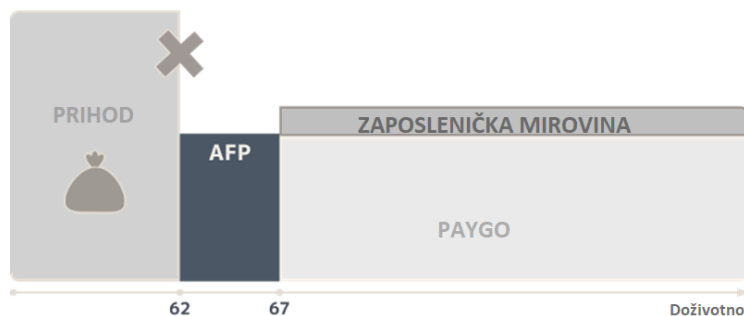 PRIHOD
AFP
ZAPOSLENIČKA MIROVINA
PAYGO
62
67
Doživotno